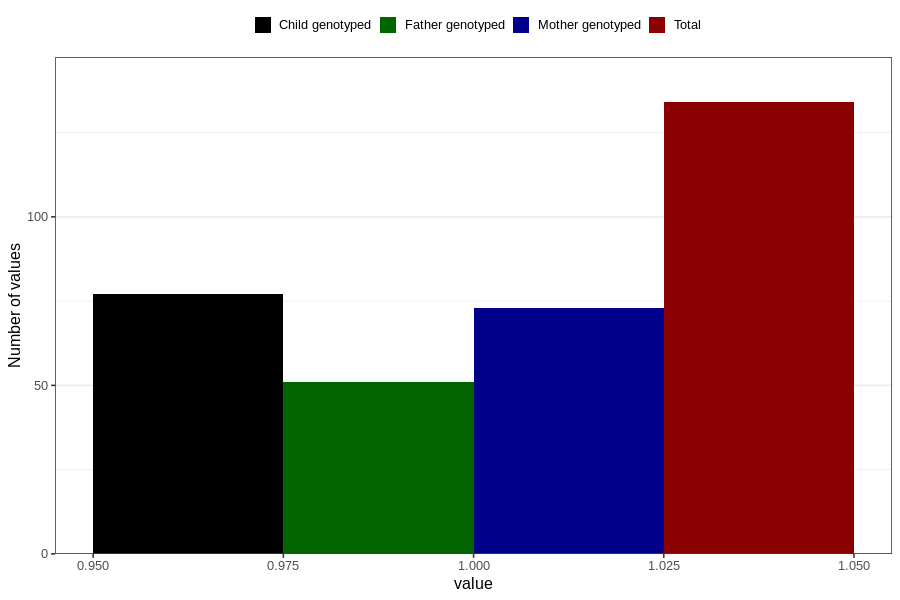 Child genotyped Father genotyped Mother genotyped Total
Number of values
100
50
0
0.950 0.975 1.000 1.025 1.050
value